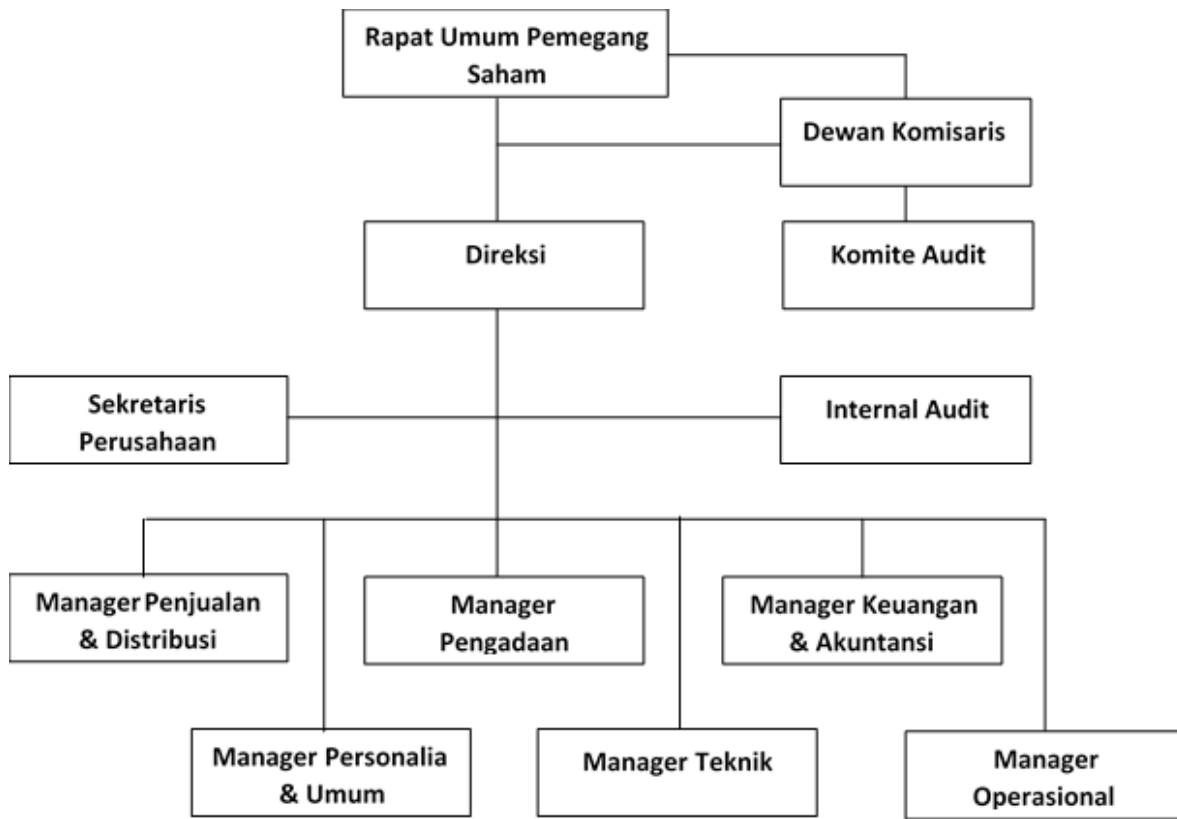 Rapat Umum Pemegang
Saham
Dewan Komisaris
Direksi
Komite Audit
Sekretaris
Perusahaan
Internal Audit
Manager Penjualan
& Distribusi
Manager
Pengadaan
Manager Keuangan
& Akuntansi
Manager Personalia
& Umum
Manager Teknik
Manager
Operasional